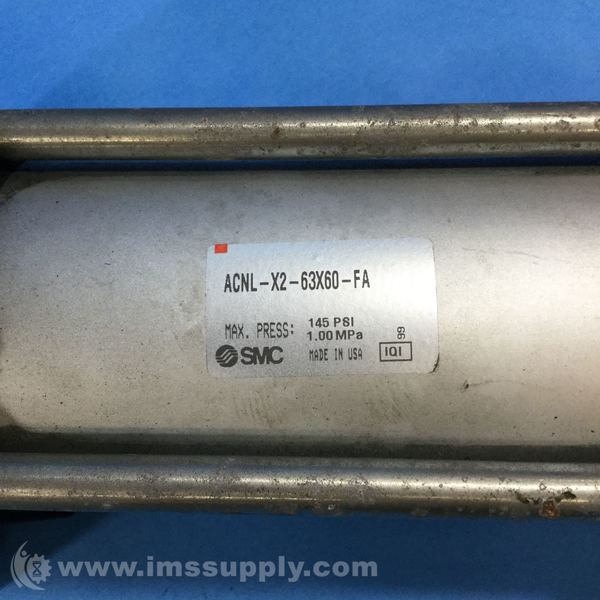 ACNL-X2-63X60-FA
MAX. PRESS: 145 PSI
1.00 MPa
SMC MADE IN USA IQI 99
www.imssupply.com